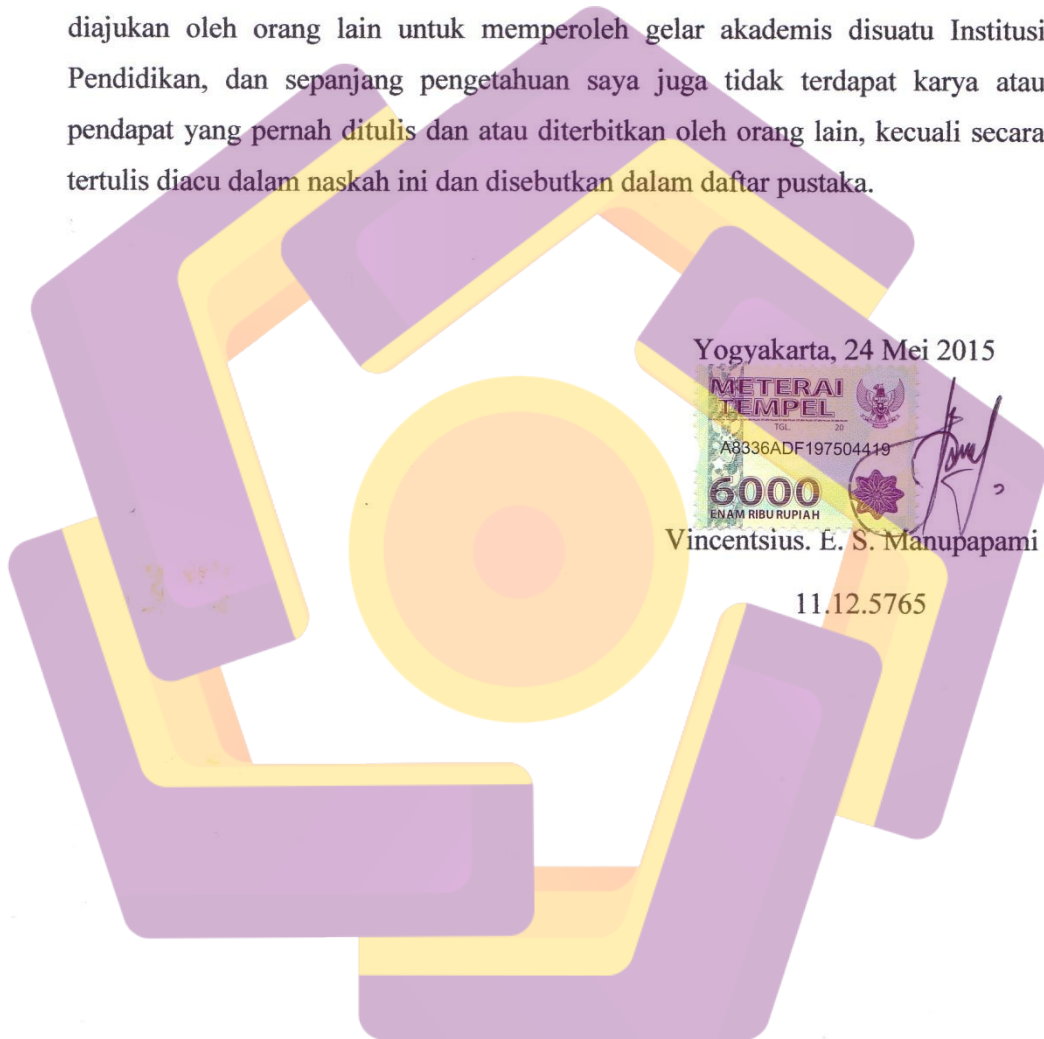 diajukan oleh orang lain untuk memperoleh gelar akademis disuatu Institusi
Pendidikan, dan sepanjang pengetahuan saya juga tidak terdapat karya atau
pendapat yang pernah ditulis dan atau diterbitkan oleh orang lain, kecuali secara
tertulis diacu dalam naskah ini dan disebutkan dalam daftar pustaka.
Yogyakarta, 24 Mei 2015
METERAI
TEMPEL
TGL. 20
A8336ADF197504419
6000
ENAM RIBU RUPIAH
Vincentsius. E. S. Manupapami
11.12.5765